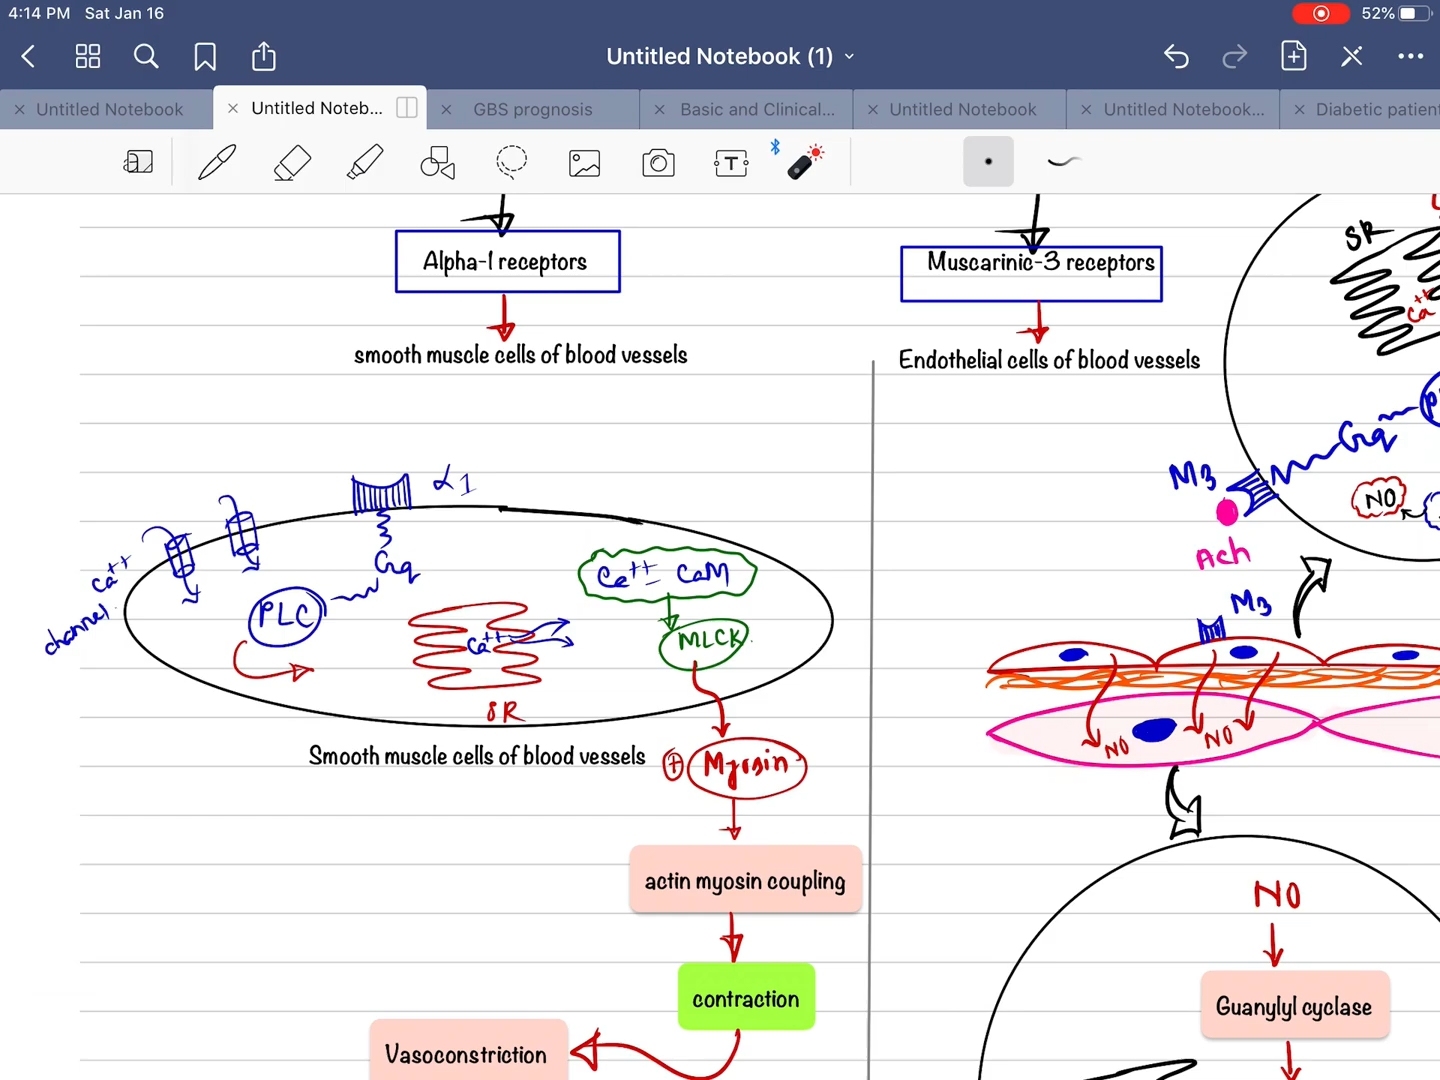 4:14 PM Sat Jan 16
52%
Untitled Notebook (1)
Untitled Notebook
Untitled Noteb...
GBS prognosis
Basic and Clinical...
Untitled Notebook
Untitled Notebook...
Diabetic patient
T
Alpha-1 receptors
smooth muscle cells of blood vessels
Muscarinic-3 receptors
Endothelial cells of blood vessels
SR
Ca++
α1
Gq
PLC
Ca++
channel
Ca++
SR
Ca++ - CaM
MLCK
Smooth muscle cells of blood vessels
+ Myosin
actin myosin coupling
contraction
Vasoconstriction
M3
Gq
NO
Ach
M3
NO
NO
NO
Guanylyl cyclase